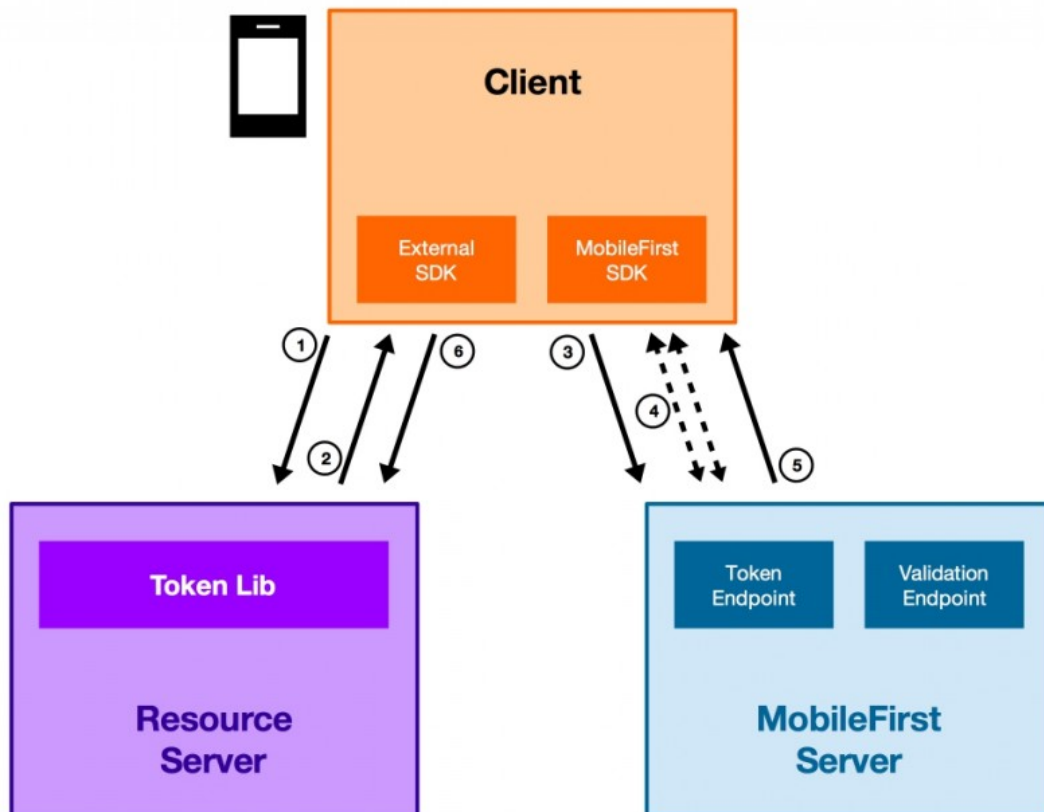 Client
External
SDK
MobileFirst
SDK
1
6
3
4
2
5
Token Lib
Token
Endpoint
Validation
Endpoint
Resource
Server
MobileFirst
Server